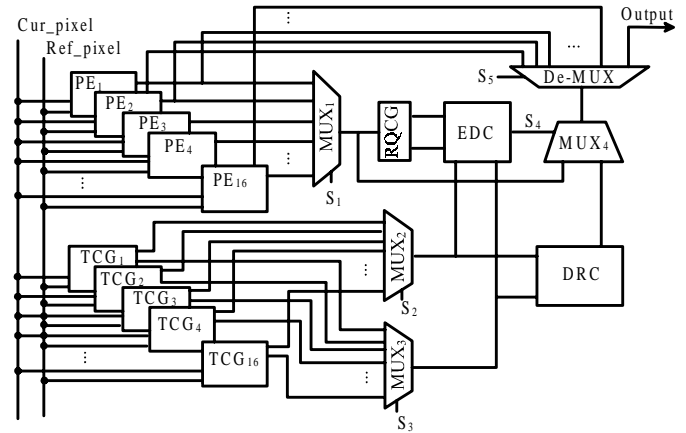 Cur_pixel
Ref_pixel
Output
...
...
PE1
PE2
PE3
PE4
...
PE16
MUX1
...
S1
RQCG
EDC
S4
S5
De-MUX
MUX4
TCG1
TCG2
TCG3
TCG4
...
TCG16
MUX2
...
S2
MUX3
...
S3
DRC